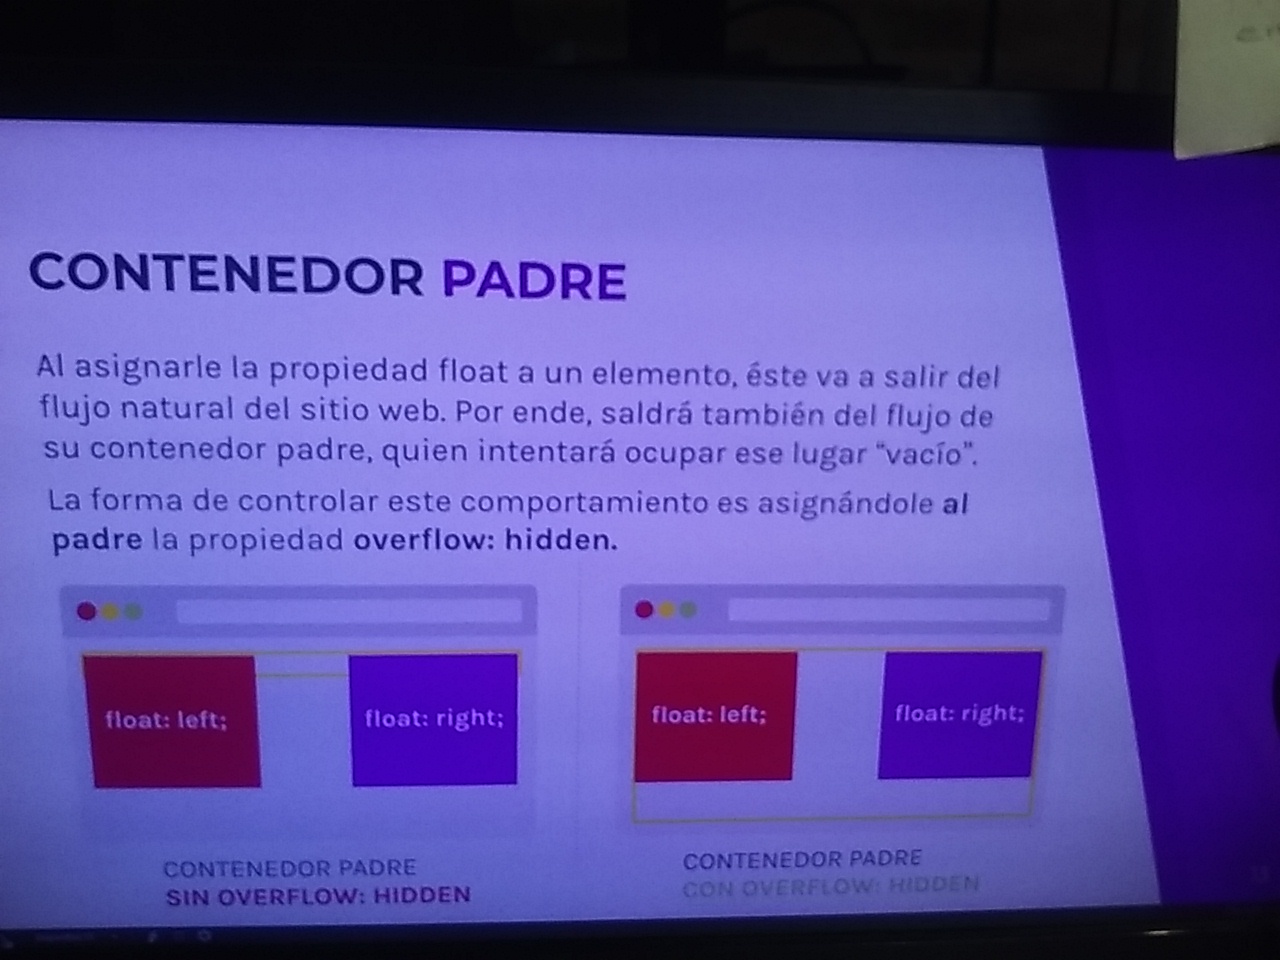 CONTENEDOR PADRE
Al asignarle la propiedad float a un elemento, éste va a salir del
flujo natural del sitio web. Por ende, saldrá también del flujo de
su contenedor padre, quien intentará ocupar ese lugar “vacío”.
La forma de controlar este comportamiento es asignándole al
padre la propiedad overflow: hidden.
float: left;
float: right;
float: left;
float: right;
CONTENEDOR PADRE
SIN OVERFLOW: HIDDEN
CONTENEDOR PADRE
CON OVERFLOW: HIDDEN